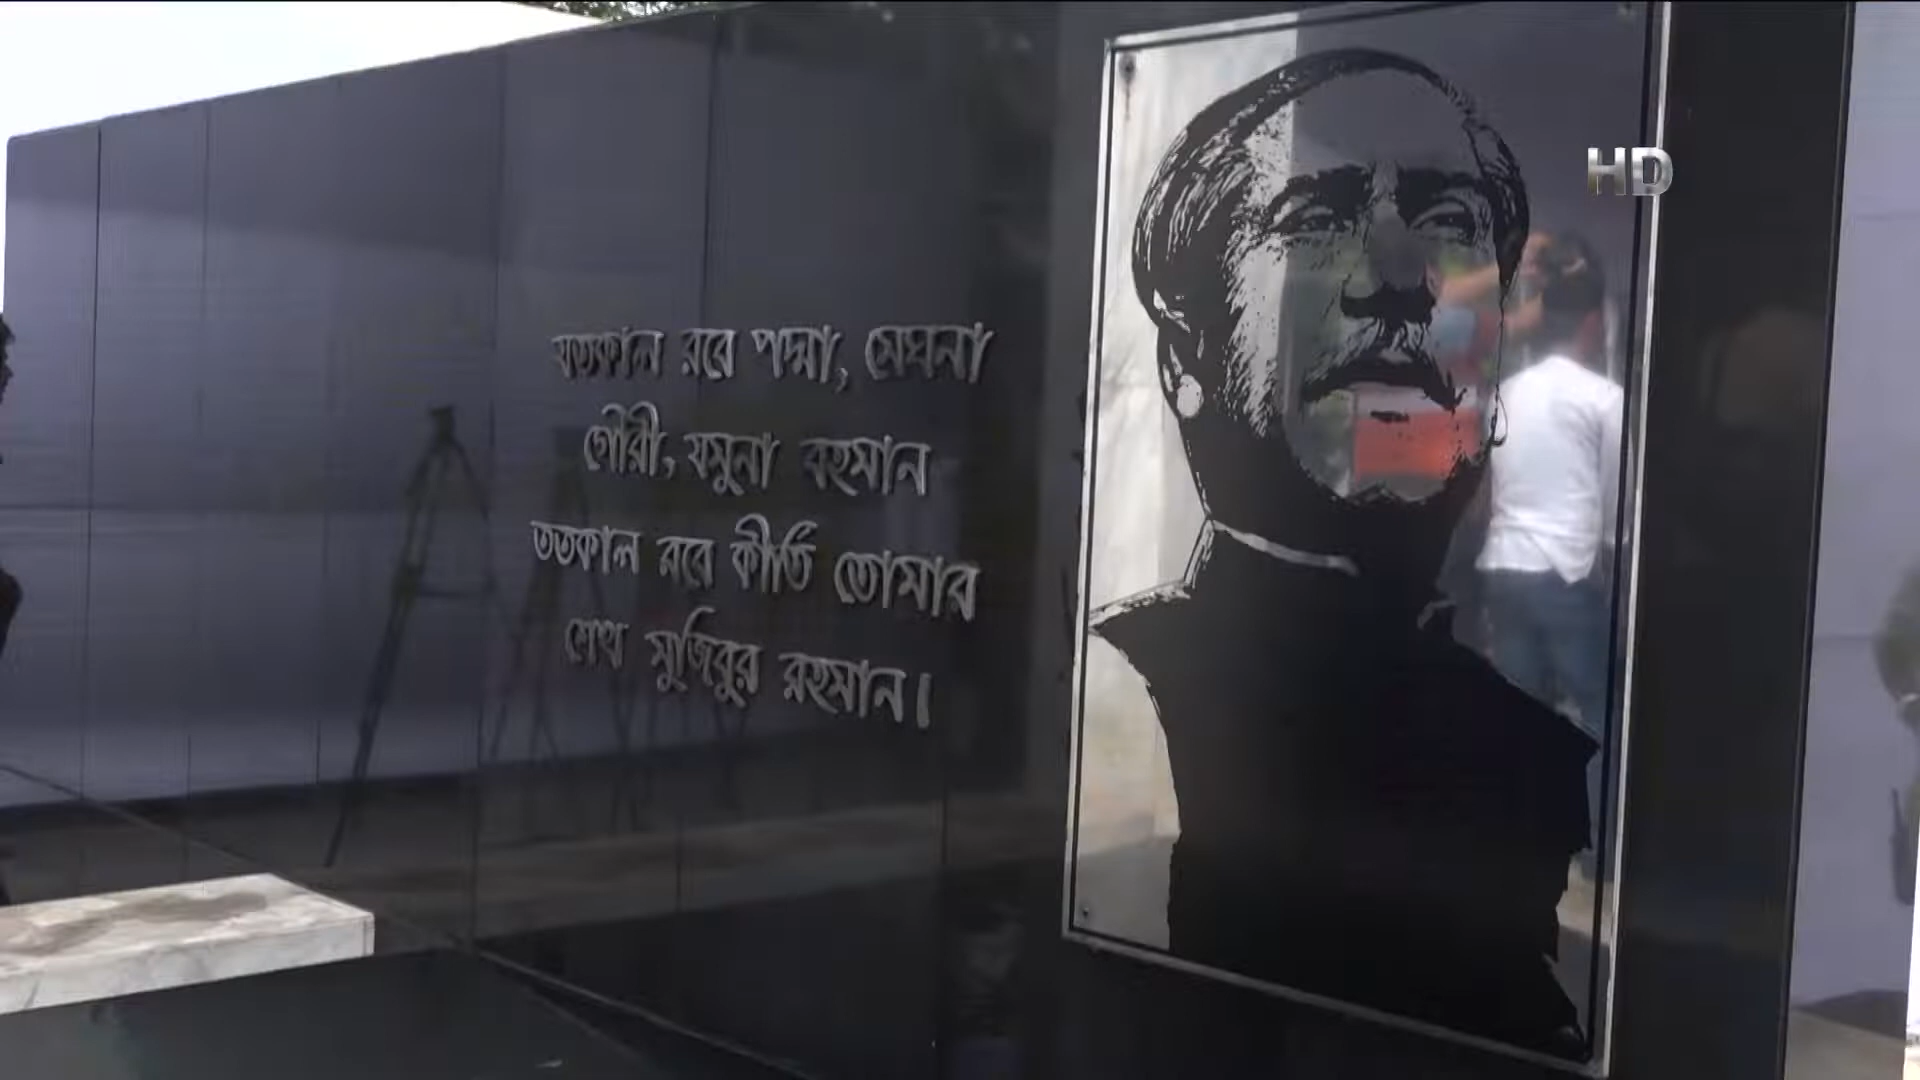 যতকাল রবে পদ্মা, মেঘনা
গৌরী, যমুনা বহমান
ততকাল রবে কীর্তি তোমার
শেখ মুজিবুর রহমান।
HD